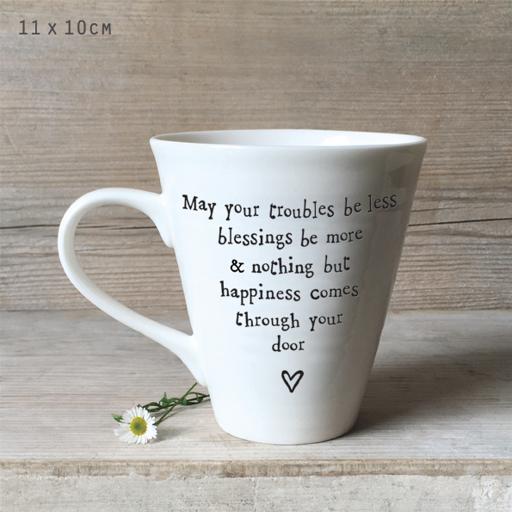 11 x 10CM
May your troubles be less
blessings be more
& nothing but
happiness comes
through your
door